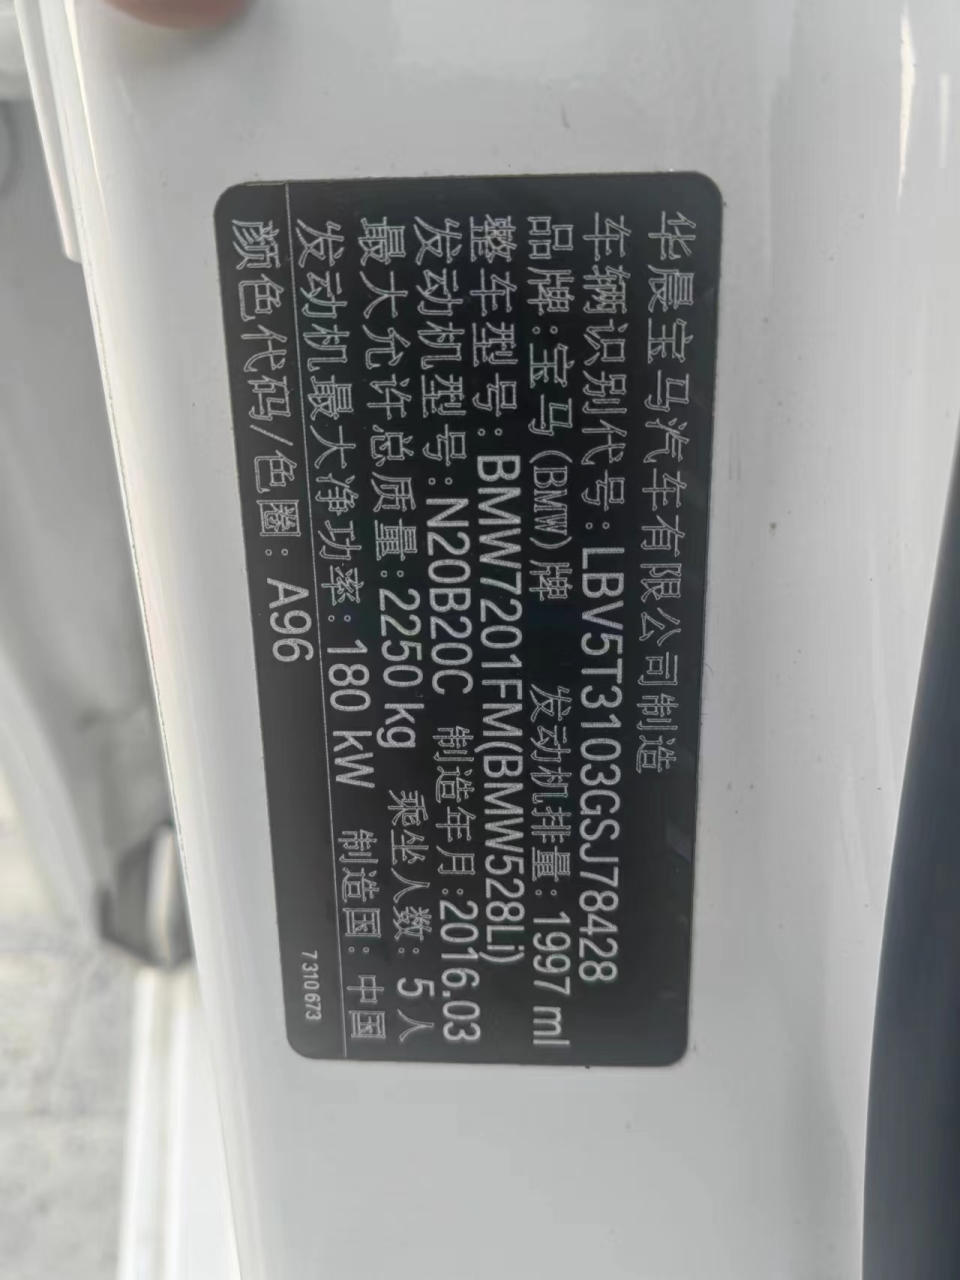 华晨宝马汽车有限公司制造
车辆识别代号:LBV5T3103GSJ78428
品牌:宝马(BMW)牌 发动机排量:1997 ml
整车型号:BMW7201FM(BMW528Li)
发动机型号:N20B20C 制造年月:2016.03
最大允许总质量:2250 kg 乘坐人数:5人
发动机最大净功率:180 kW 制造国:中国
颜色代码/色圈:A96 7 310 673